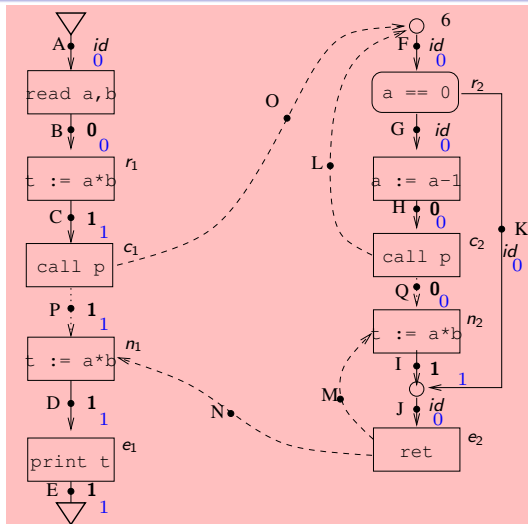 A id
0
read a,b
B 0
0
t := a*b r1
C 1
1
call p c1
P 1
1
t := a*b n1
D 1
1
print t e1
E 1
1
O
L
N
M
6
F id
0
a == 0 r2
G id
0
a := a-1
H 0
0
K
id
0
call p c2
Q 0
0
t := a*b n2
I 1
1
J id
0
ret e2